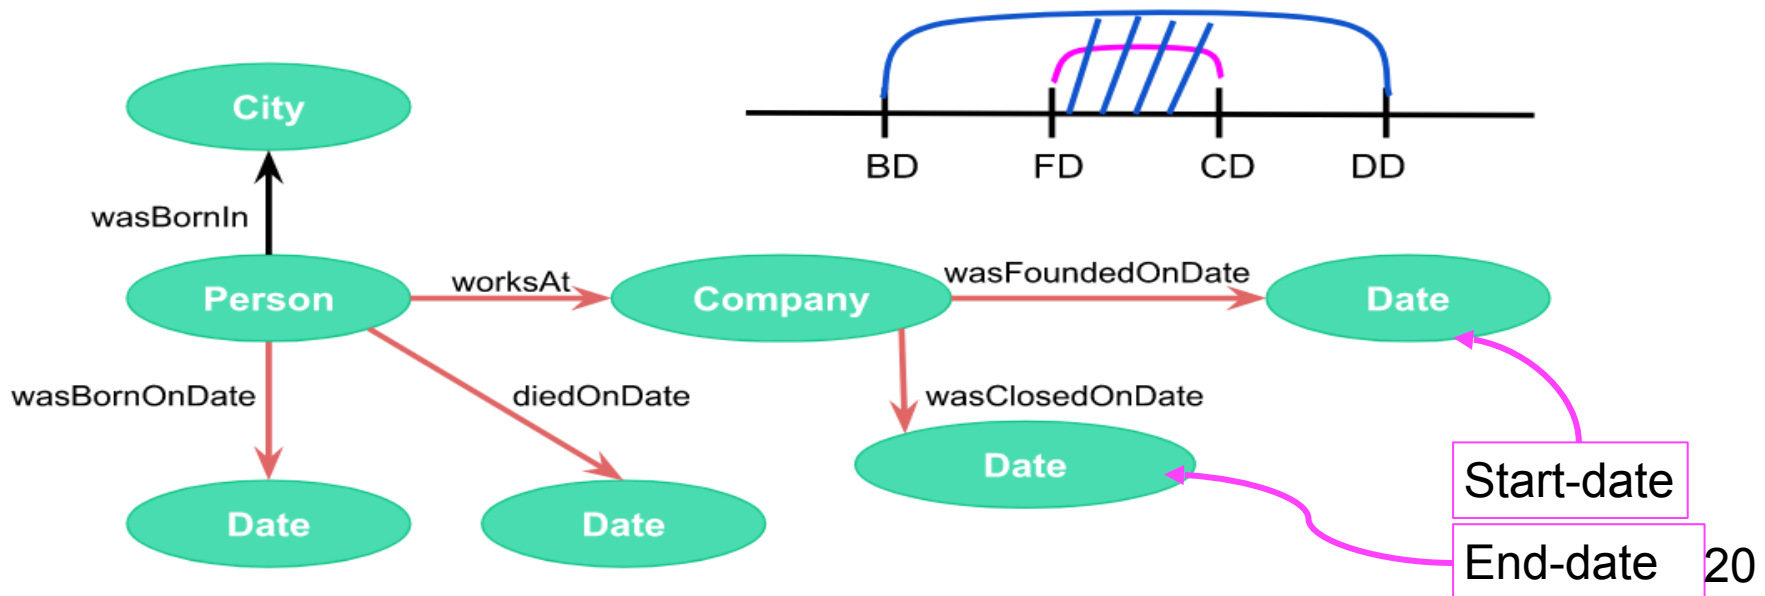 City
BD FD CD DD
wasBornIn
Person worksAt Company wasFoundedOnDate Date
wasBornOnDate diedOnDate wasClosedOnDate
Date
Start-date
Date Date
End-date 20